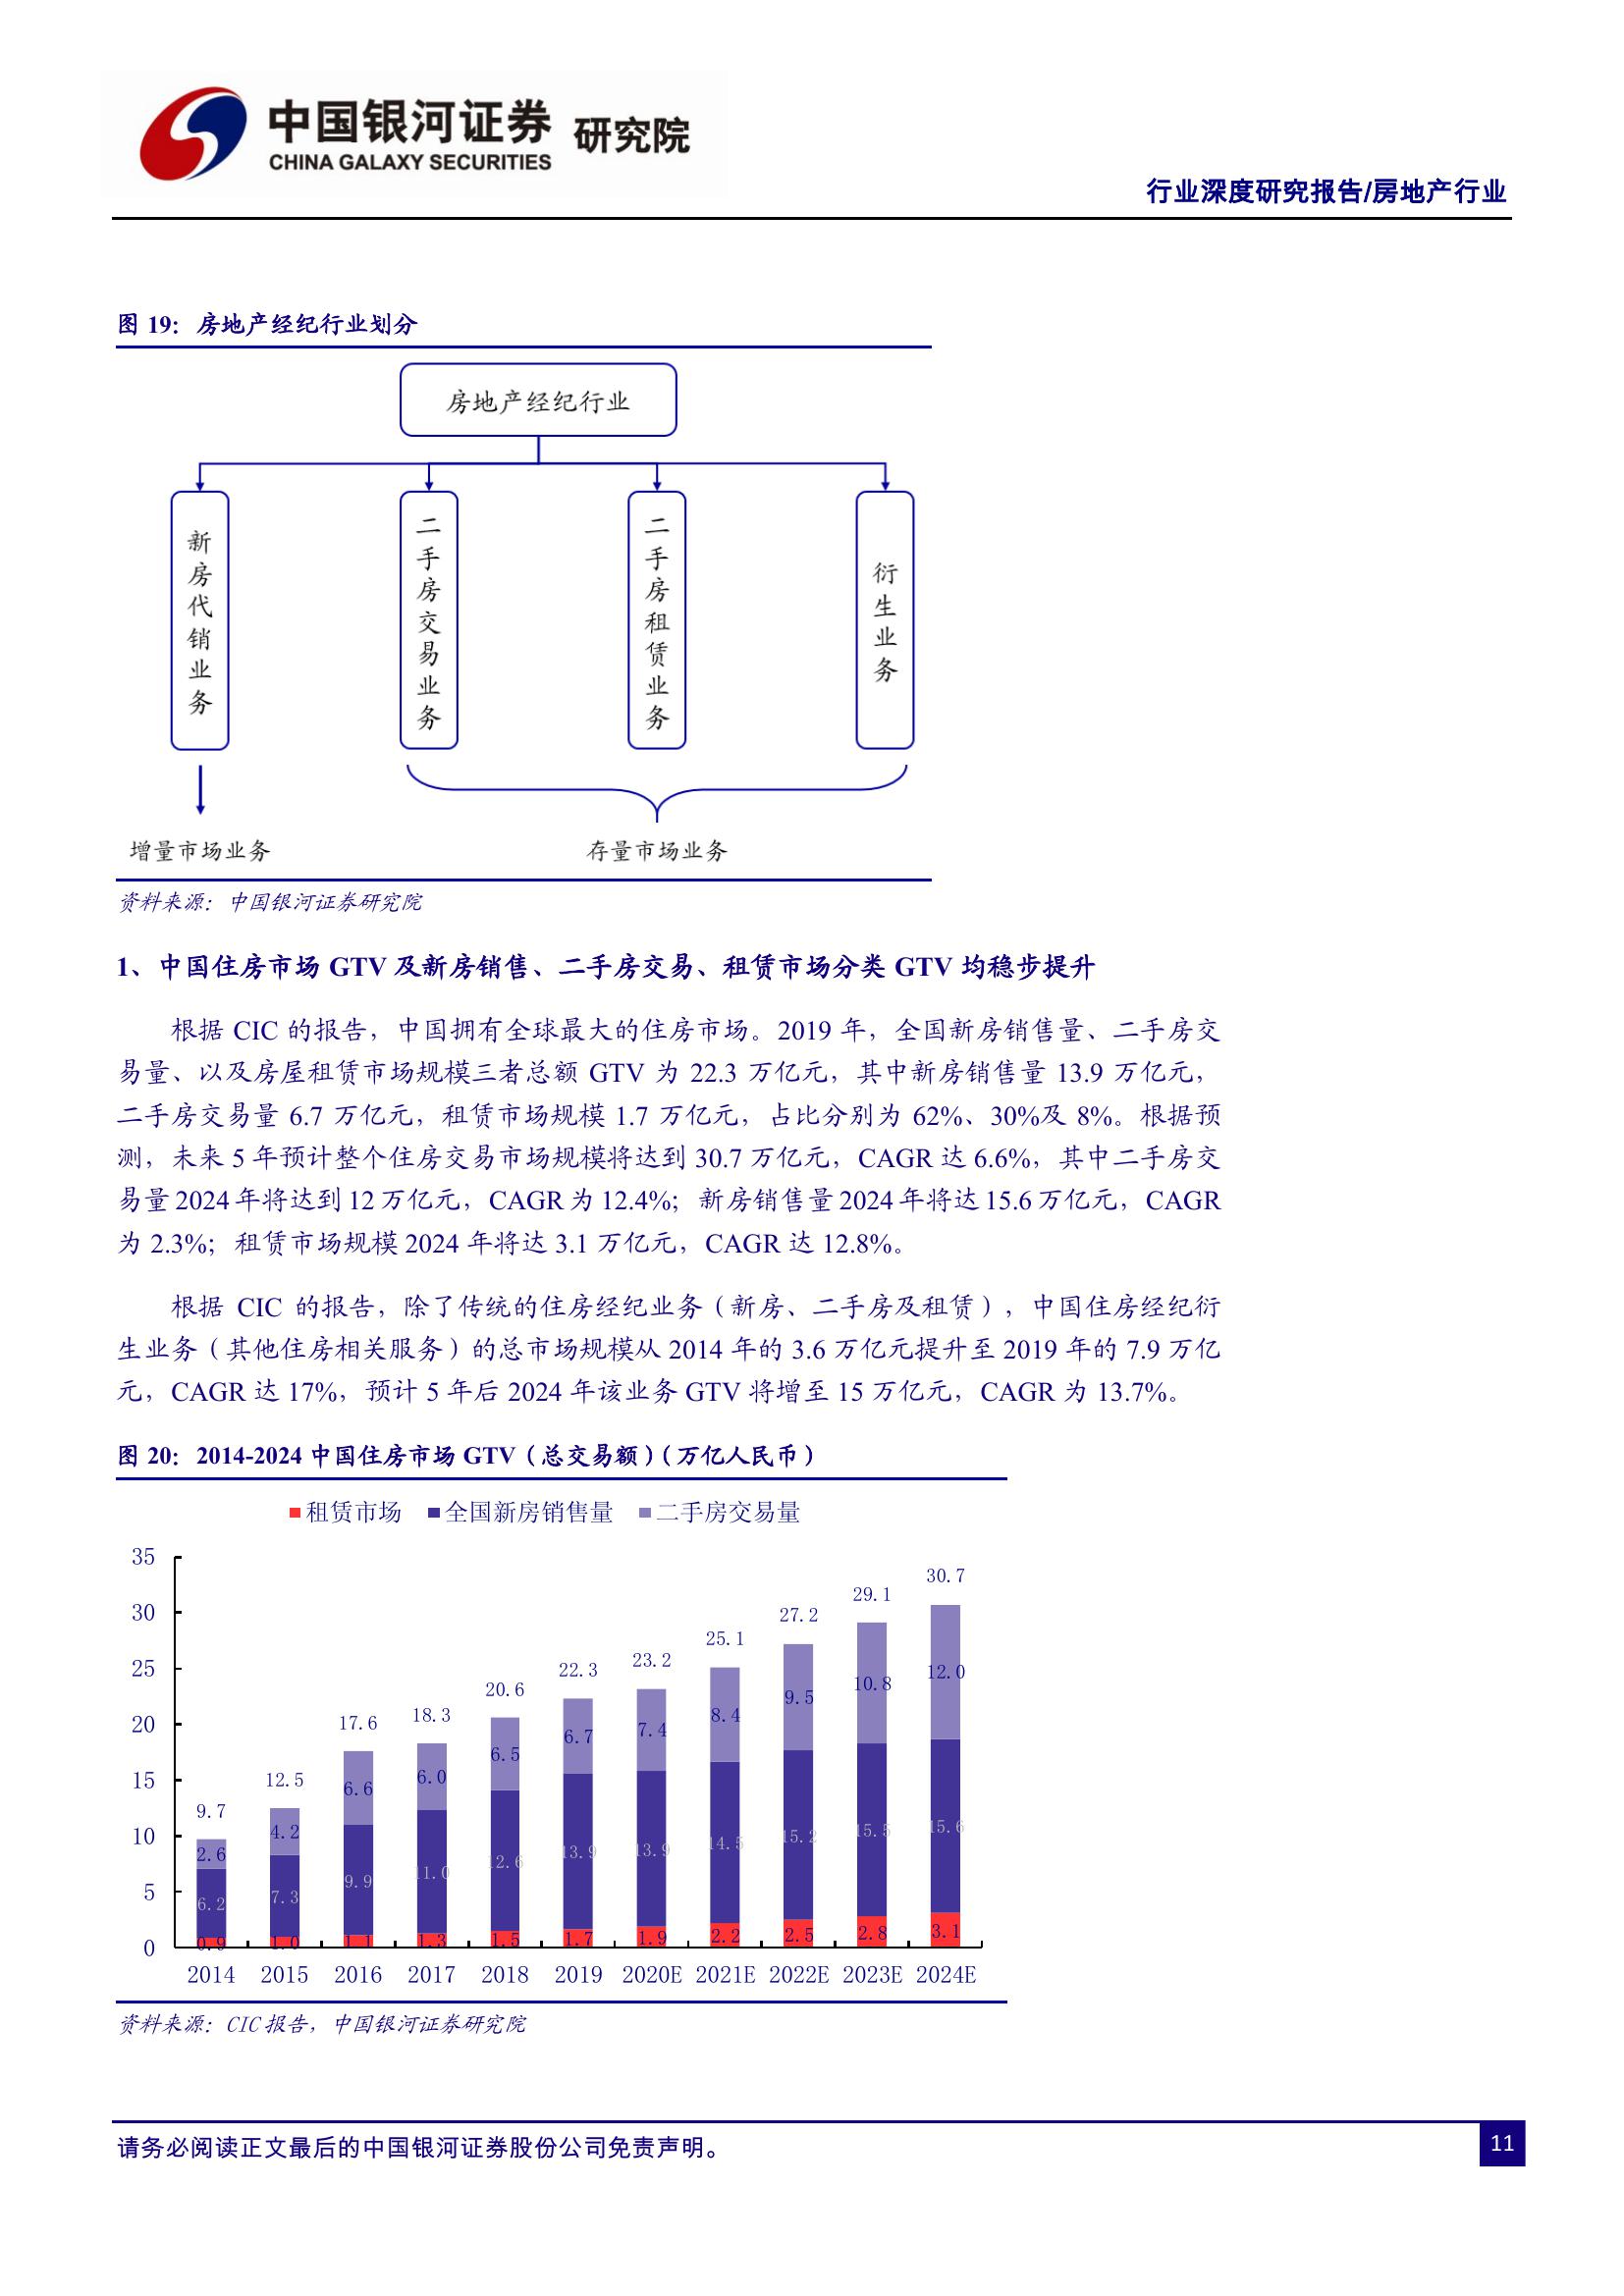 中国银河证券 研究院
CHINA GALAXY SECURITIES
行业深度研究报告/房地产行业
图 19：房地产经纪行业划分
房地产经纪行业
新房代销业务
二手房交易业务
二手房租赁业务
衍生业务
增量市场业务
存量市场业务
资料来源：中国银河证券研究院
1、中国住房市场 GTV 及新房销售、二手房交易、租赁市场分类 GTV 均稳步提升
根据 CIC 的报告，中国拥有全球最大的住房市场。2019 年，全国新房销售量、二手房交
易量、以及房屋租赁市场规模三者总额 GTV 为 22.3 万亿元，其中新房销售量 13.9 万亿元，
二手房交易量 6.7 万亿元，租赁市场规模 1.7 万亿元，占比分别为 62%、30%及 8%。根据预
测，未来 5 年预计整个住房交易市场规模将达到 30.7 万亿元，CAGR 达 6.6%，其中二手房交
易量 2024 年将达到 12 万亿元，CAGR 为 12.4%；新房销售量 2024 年将达 15.6 万亿元，CAGR
为 2.3%；租赁市场规模 2024 年将达 3.1 万亿元，CAGR 达 12.8%。
根据 CIC 的报告，除了传统的住房经纪业务（新房、二手房及租赁），中国住房经纪衍
生业务（其他住房相关服务）的总市场规模从 2014 年的 3.6 万亿元提升至 2019 年的 7.9 万亿
元，CAGR 达 17%，预计 5 年后 2024 年该业务 GTV 将增至 15 万亿元，CAGR 为 13.7%。
图 20：2014-2024 中国住房市场 GTV（总交易额）（万亿人民币）
租赁市场 全国新房销售量 二手房交易量
35
30
25
20
15
10
5
0
9.7 12.5 17.6 18.3 20.6 22.3 23.2 25.1 27.2 29.1 30.7
2.6 4.2 6.6 6.0 6.5 6.7 7.4 8.4 9.5 10.8 12.0
6.2 7.3 9.9 11.0 12.6 13.9 13.9 14.5 15.2 15.5 15.6
0.9 1.0 1.1 1.3 1.5 1.7 1.9 2.2 2.5 2.8 3.1
2014 2015 2016 2017 2018 2019 2020E 2021E 2022E 2023E 2024E
资料来源：CIC 报告，中国银河证券研究院
请务必阅读正文最后的中国银河证券股份公司免责声明。
11